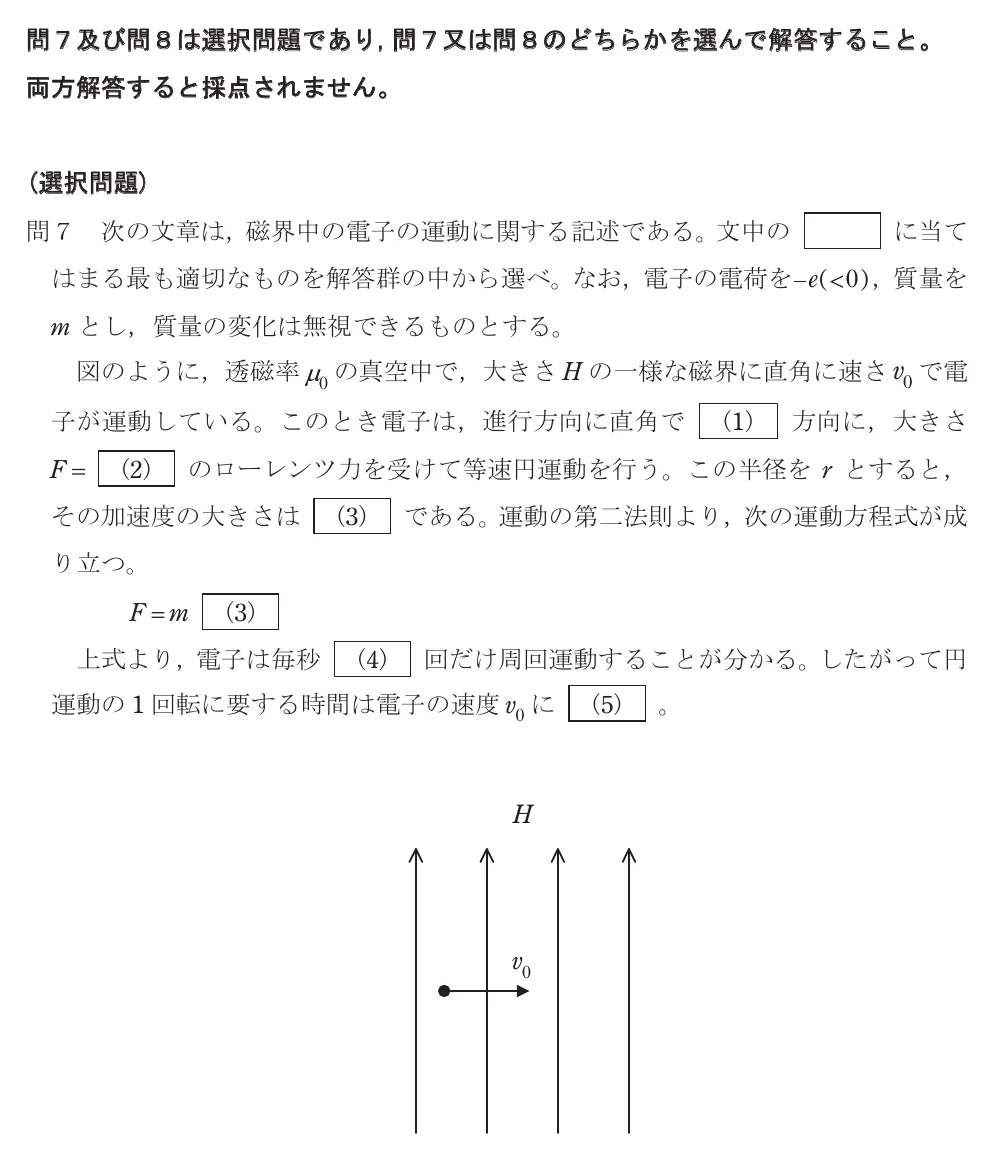 問７及び問８は選択問題であり，問７又は問８のどちらかを選んで解答すること。
両方解答すると採点されません。
（選択問題）
問７　次の文章は，磁界中の電子の運動に関する記述である。文中の　　　に当て
はまる最も適切なものを解答群の中から選べ。なお，電子の電荷を–e(<0)，質量を
m とし，質量の変化は無視できるものとする。
図のように，透磁率 μ0 の真空中で，大きさ H の一様な磁界に直角に速さ v0 で電
子が運動している。このとき電子は，進行方向に直角で （1） 方向に，大きさ
F= （2） のローレンツ力を受けて等速円運動を行う。この半径を r とすると，
その加速度の大きさは （3） である。運動の第二法則より，次の運動方程式が成
り立つ。
F=m （3）
上式より，電子は毎秒 （4） 回だけ周回運動することが分かる。したがって円
運動の 1 回転に要する時間は電子の速度 v0 に （5） 。
H
v0